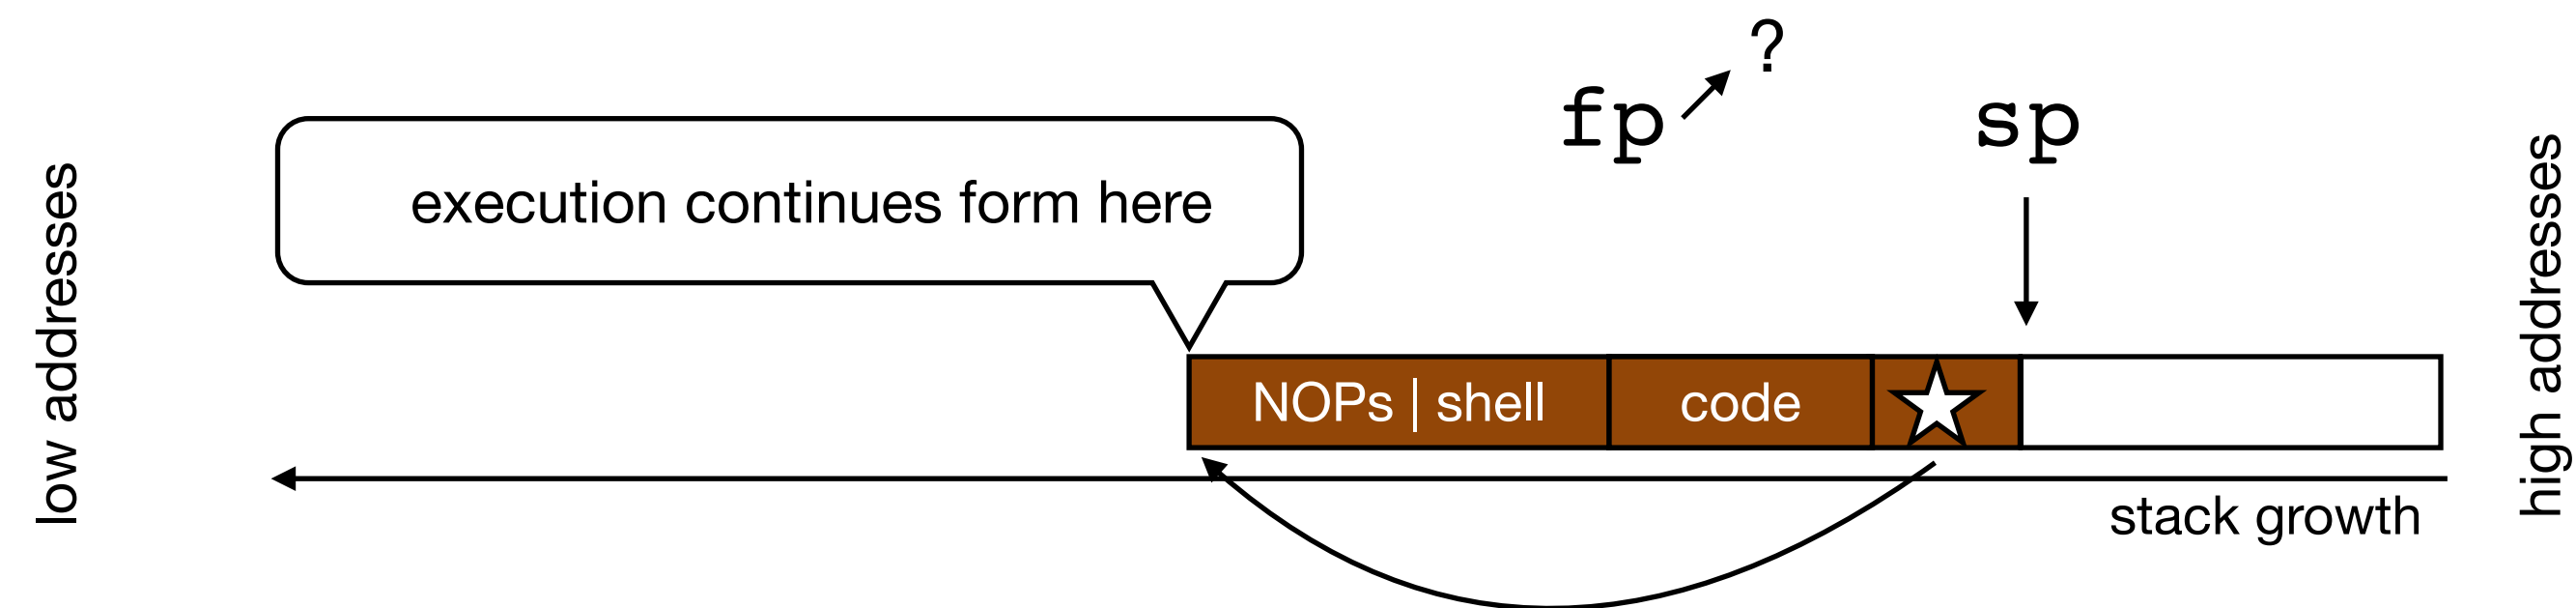 ?
fp
sp
execution continues form here
low addresses
high addresses
NOPs | shell
code
stack growth